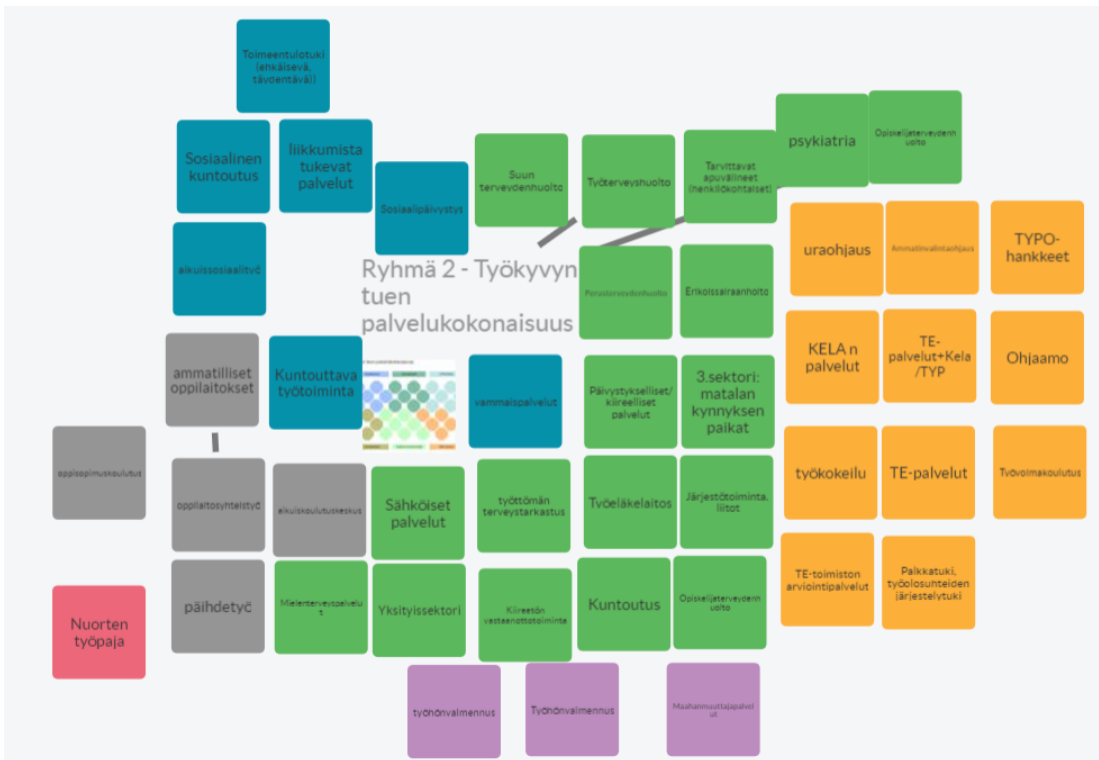 Toimeentulotuki
(ehkäisevä,
täydentävä))
Sosiaalinen
kuntoutus
liikkumista
tukevat
palvelut
Sosiaalipäivystys
Suun
terveydenhuolto
Työterveyshuolto
Tarvittavat
apuvälineet
(henkilökohtaiset)
psykiatria
Opiskelijaterveydenh
uolto
aikuissosiaalityö
Ryhmä 2 - Työkyvyn
tuen
palvelukokonaisuus
Perusterveydenhuolto
Erikoissairaanhoito
uraohjaus
Ammatinvalintaohjaus
TYPO-
hankkeet
ammatilliset
oppilaitokset
Kuntouttava
työtoiminta
vammaispalvelut
Päivystykselliset/
kiireelliset
palvelut
3.sektori:
matalan
kynnyksen
paikat
KELA n
palvelut
TE-
palvelut+Kela
/TYP
Ohjaamo
oppisopimuskoulutus
oppilaitosyhteistyö
aikuiskoulutuskeskus
Sähköiset
palvelut
työttömän
terveystarkastus
Työeläkelaitos
Järjestötoiminta,
liitot
työkokeilu
TE-palvelut
Työvoimakoulutus
Nuorten
työpaja
päihdetyö
Mielenterveyspalvelu
t
Yksityissektori
Kiireetön
vastaanottotoiminta
Kuntoutus
Opiskelijaterveydenh
uolto
TE-toimiston
arviointipalvelut
Palkkatuki,
työolosuhteiden
järjestelytuki
työhönvalmennus
Työhönvalmennus
Maahanmuuttajapalvel
ut